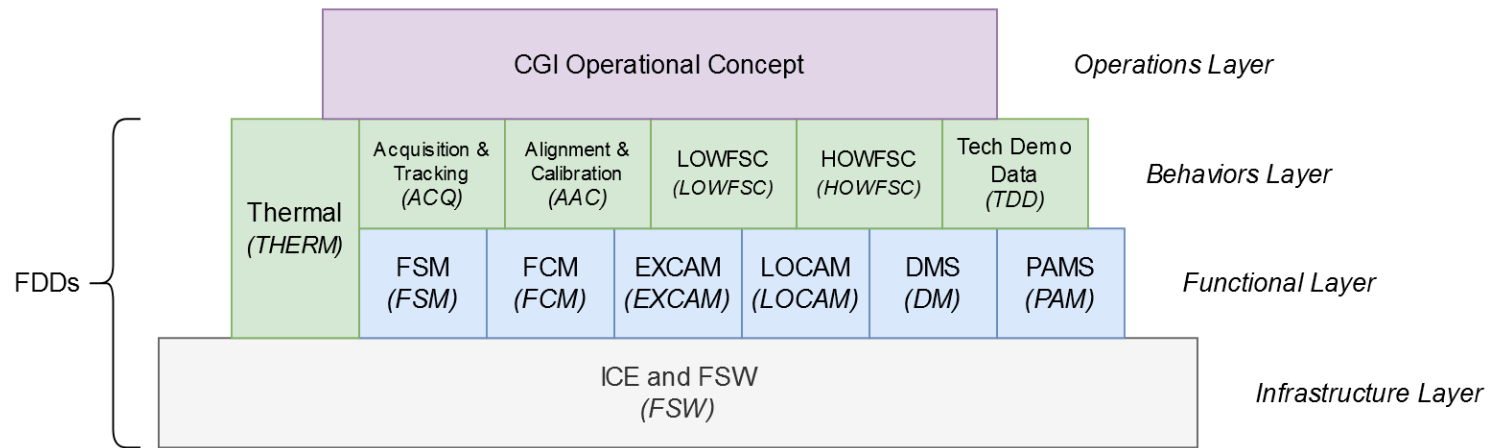 CGI Operational Concept
Operations Layer
FDDs
Thermal
(THERM)
Acquisition &
Tracking
(ACQ)
Alignment &
Calibration
(AAC)
LOWFSC
(LOWFSC)
HOWFSC
(HOWFSC)
Tech Demo
Data
(TDD)
Behaviors Layer
FSM
(FSM)
FCM
(FCM)
EXCAM
(EXCAM)
LOCAM
(LOCAM)
DMS
(DM)
PAMS
(PAM)
Functional Layer
ICE and FSW
(FSW)
Infrastructure Layer